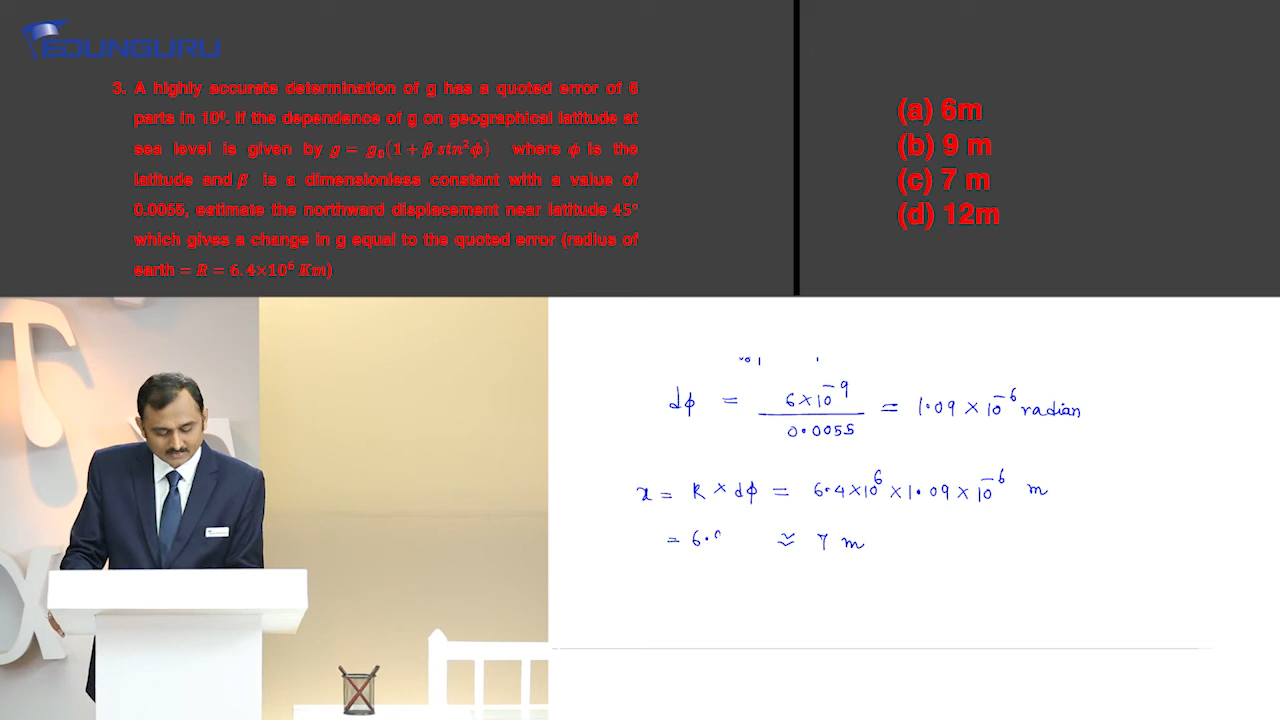 EDUNGURU
3. A highly accurate determination of g has a quoted error of 6
parts in 10⁹. If the dependence of g on geographical latitude at
sea level is given by g = g₀(1 + β sin²ϕ) where ϕ is the
latitude and β is a dimensionless constant with a value of
0.0055, estimate the northward displacement near latitude 45°
which gives a change in g equal to the quoted error (radius of
earth = R = 6.4×10⁶ Km)
(a) 6m
(b) 9 m
(c) 7 m
(d) 12m
dϕ = 6×10⁻⁹ / 0.0055 = 1.09 × 10⁻⁶ radian
x = R × dϕ = 6.4×10⁶ × 1.09 × 10⁻⁶ m
= 6. ≈ 7 m